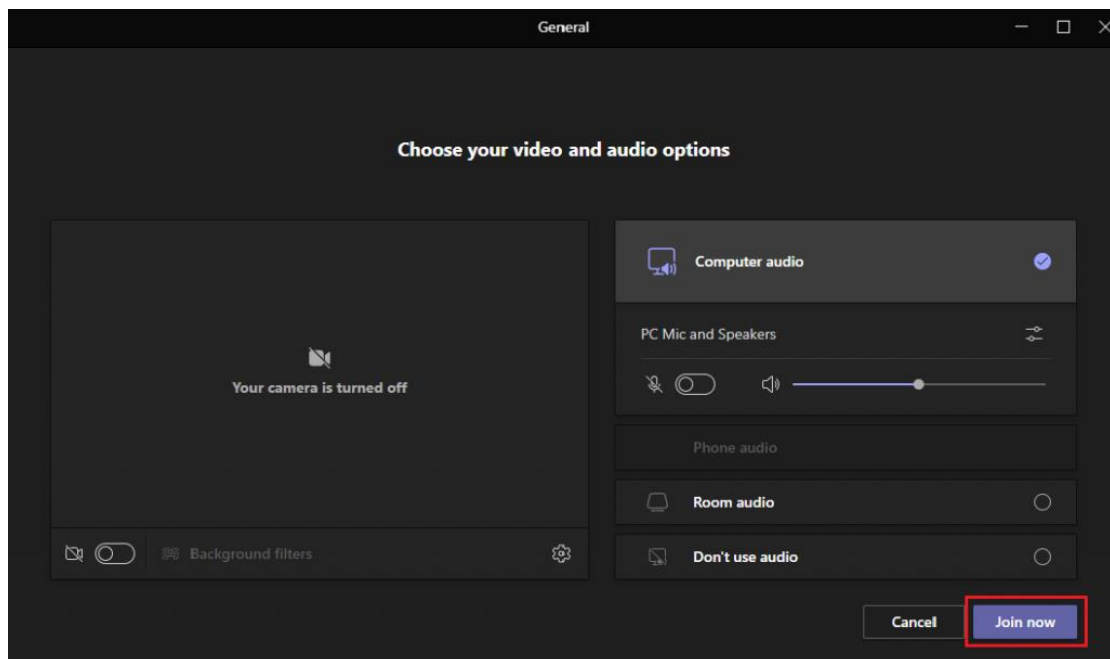 General
Choose your video and audio options
Your camera is turned off
Background filters
Computer audio
PC Mic and Speakers
Phone audio
Room audio
Don't use audio
Cancel
Join now